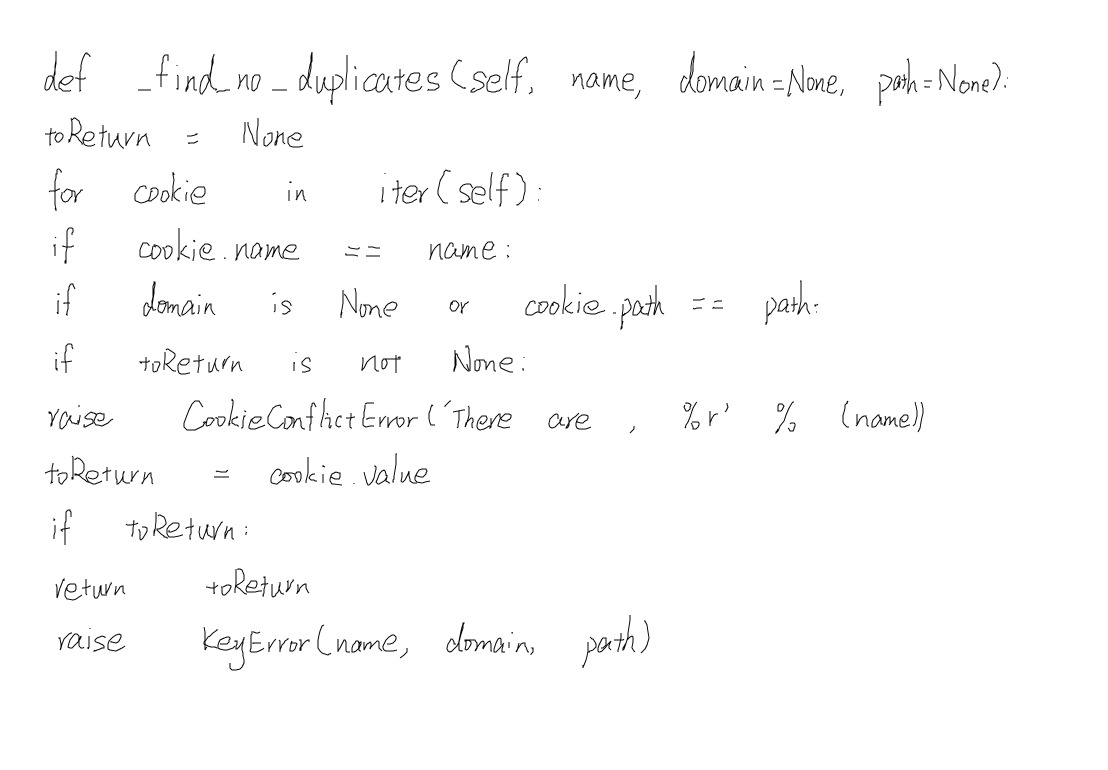 def _find_no_duplicates(self, name, domain=None, path=None):
toReturn = None
for cookie in iter(self):
if cookie.name == name:
if domain is None or cookie.path == path:
if toReturn is not None:
raise CookieConflictError('There are , %r' % (name))
toReturn = cookie.value
if toReturn:
return toReturn
raise KeyError(name, domain, path)